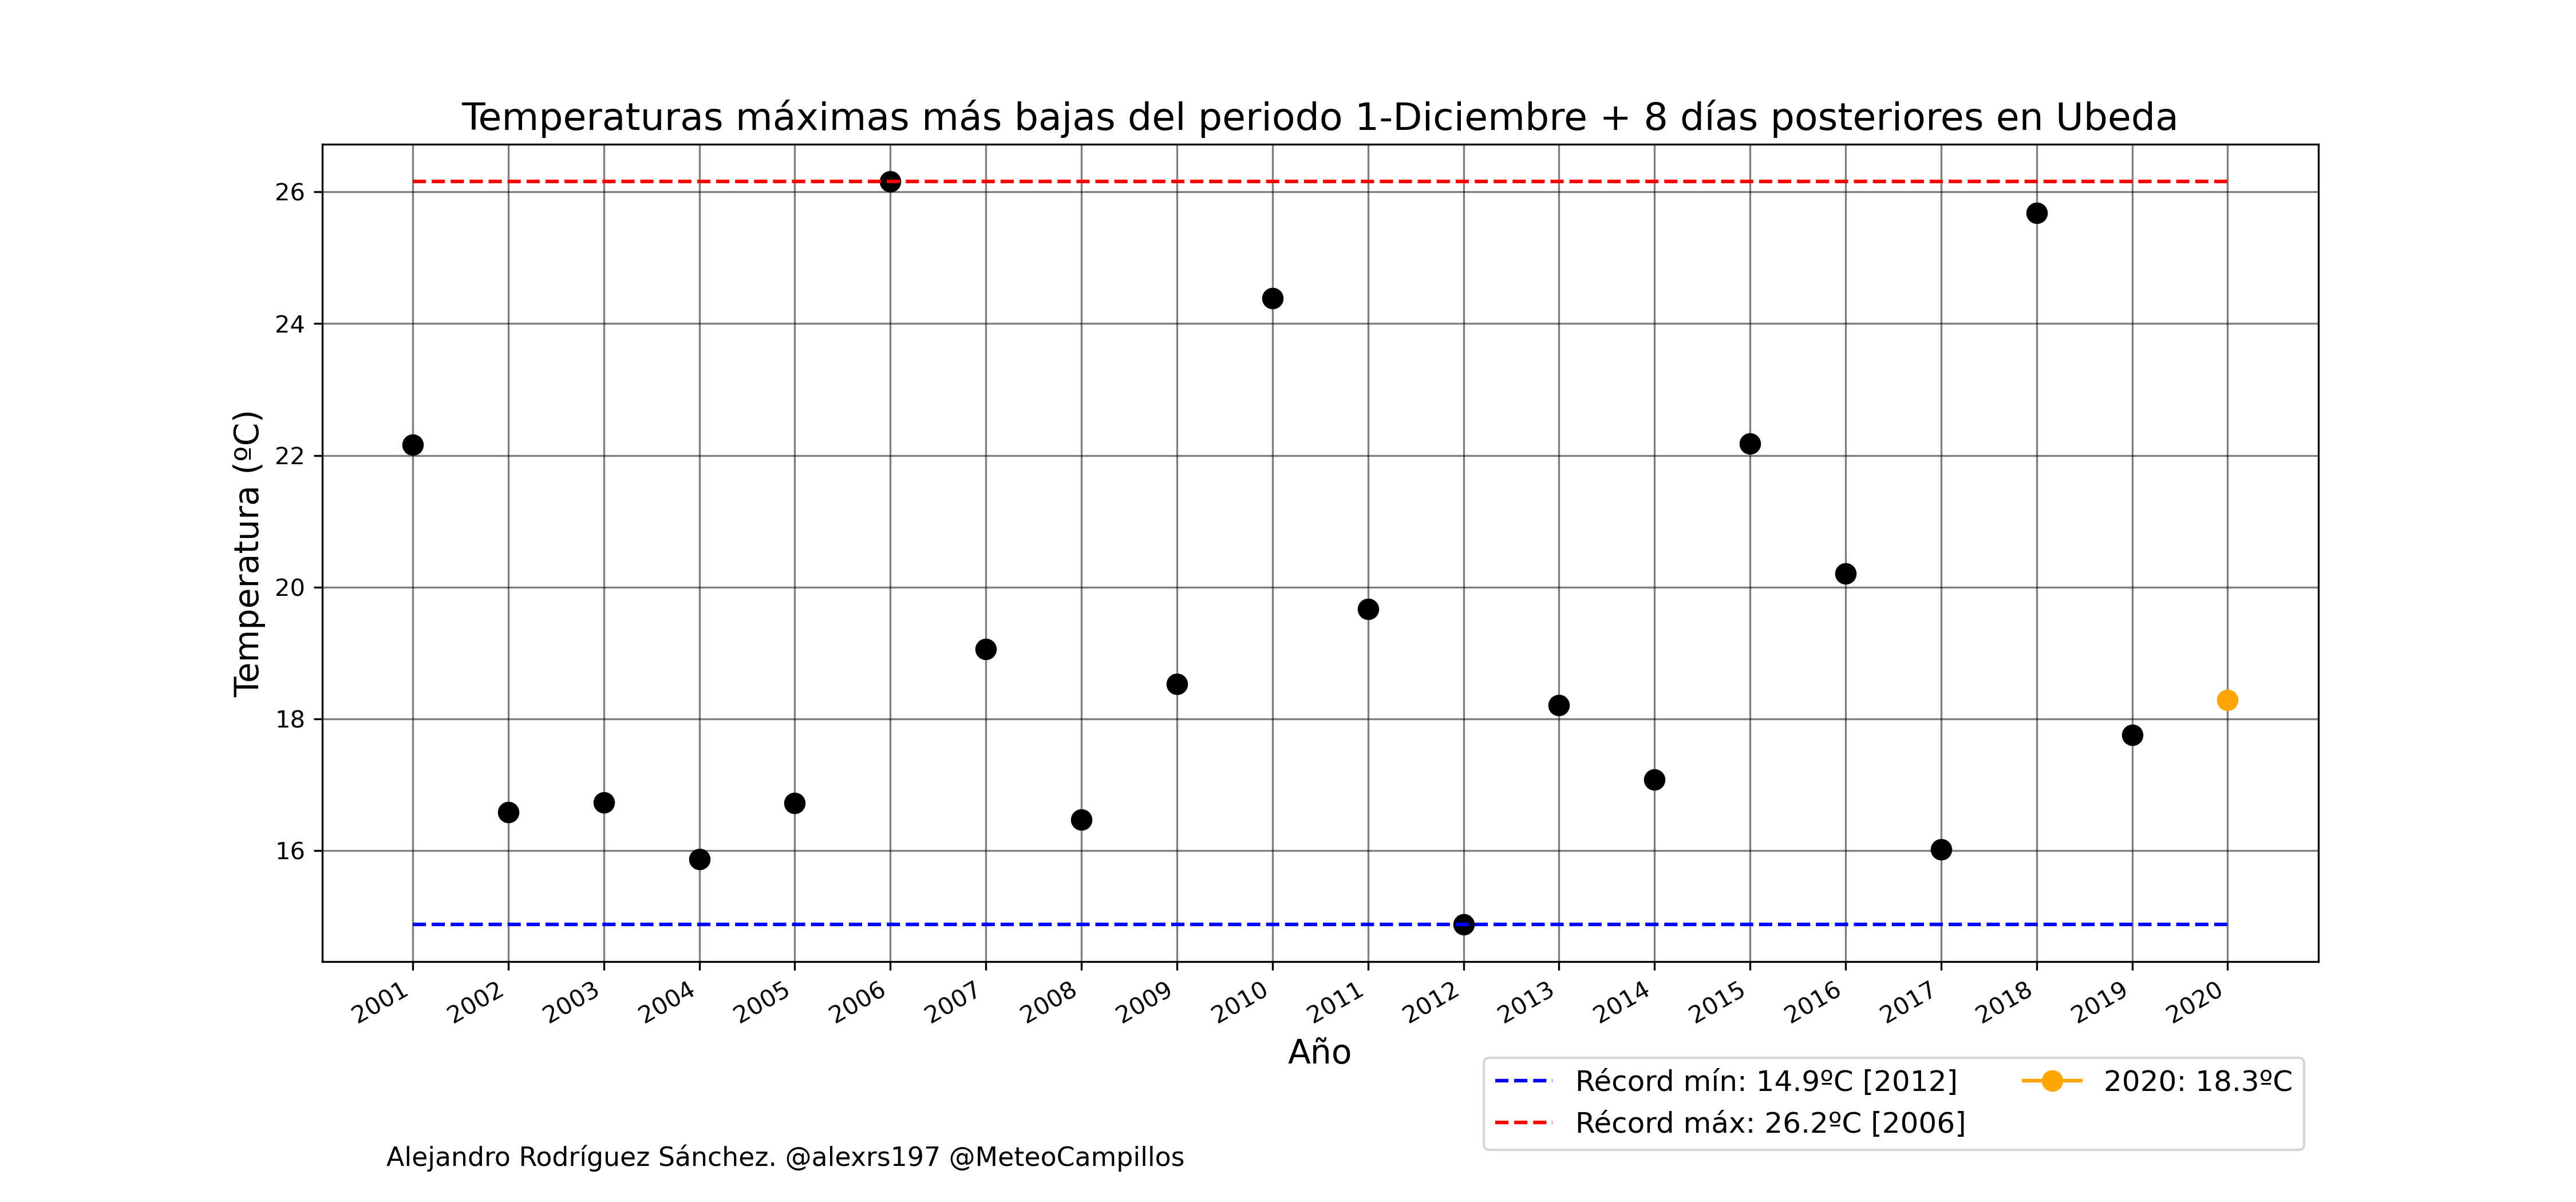 Temperaturas máximas más bajas del periodo 1-Diciembre + 8 días posteriores en Ubeda
Temperatura (ºC)
26
24
22
20
18
16
2001 2002 2003 2004 2005 2006 2007 2008 2009 2010 2011 2012 2013 2014 2015 2016 2017 2018 2019 2020
Año
Récord mín: 14.9ºC [2012]
Récord máx: 26.2ºC [2006]
2020: 18.3ºC
Alejandro Rodríguez Sánchez. @alexrs197 @MeteoCampillos